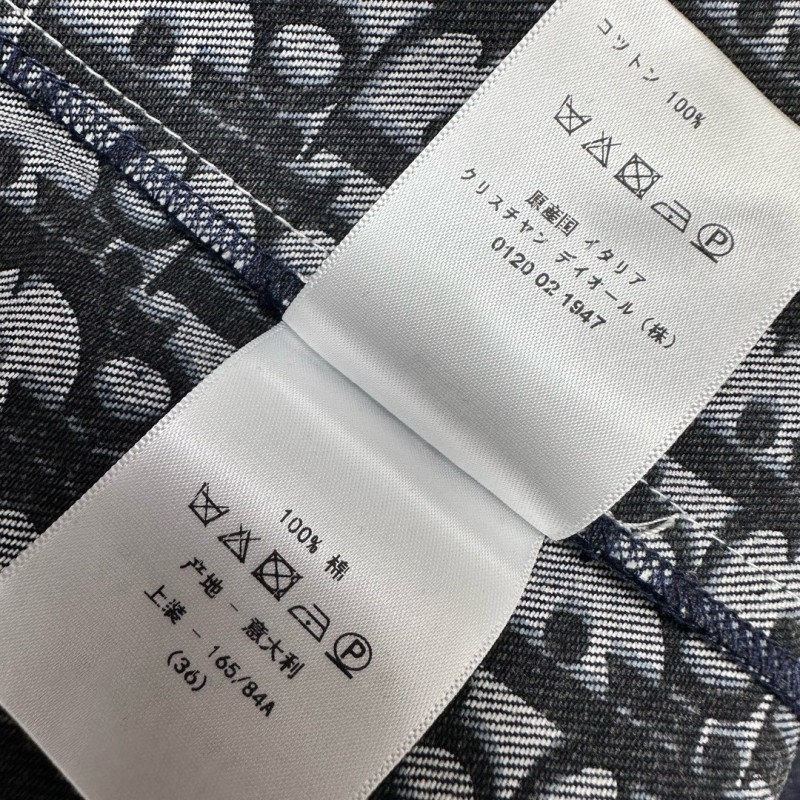 コットン 100%
原産国 イタリア
クリスチャン ディオール (株)
0120 02 1947
100% 棉
产地 - 意大利
上装 - 165/84A
(36)